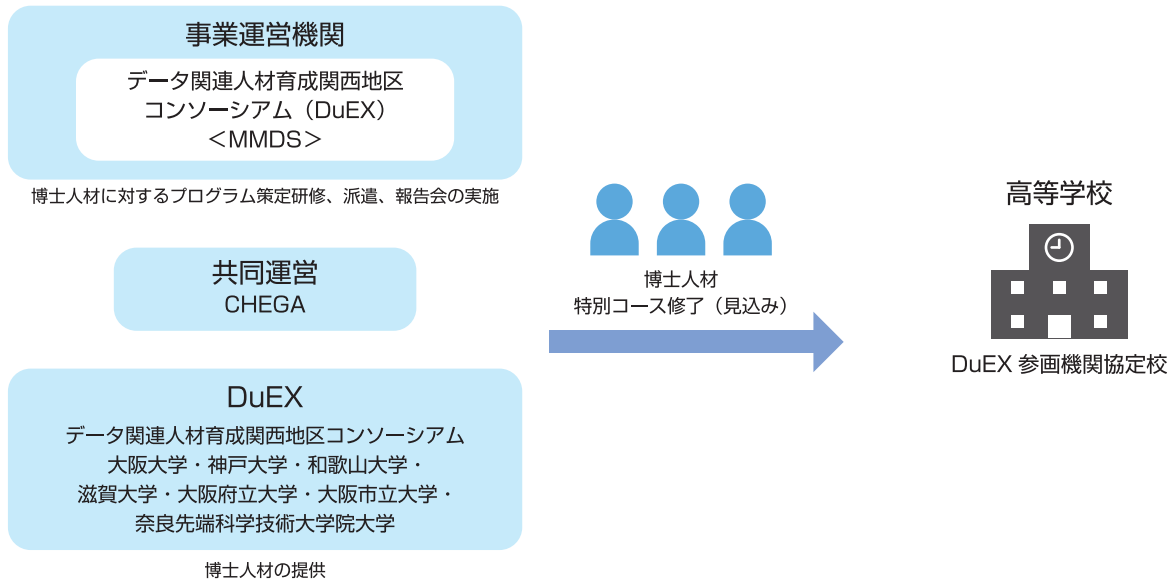 事業運営機関
データ関連人材育成関西地区
コンソーシアム（DuEX）
＜MMDS＞
博士人材に対するプログラム策定研修、派遣、報告会の実施
共同運営
CHEGA
DuEX
データ関連人材育成関西地区コンソーシアム
大阪大学・神戸大学・和歌山大学・
滋賀大学・大阪府立大学・大阪市立大学・
奈良先端科学技術大学院大学
博士人材の提供
博士人材
特別コース修了（見込み）
高等学校
DuEX 参画機関協定校